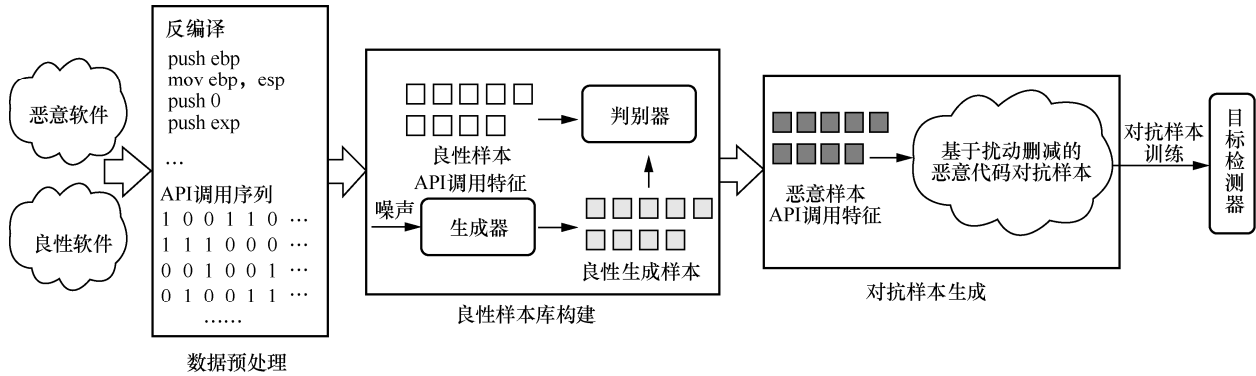 恶意软件
良性软件
反编译
push ebp
mov ebp，esp
push 0
push exp
…
API调用序列
1 0 0 1 1 0 …
1 1 1 0 0 0 …
0 0 1 0 0 1 …
0 1 0 0 1 1 …
……
数据预处理
良性样本
API调用特征
判别器
噪声
生成器
良性生成样本
良性样本库构建
恶意样本
API调用特征
基于扰动删减的
恶意代码对抗样本
对抗样本生成
对抗样本
训练
目标检测器